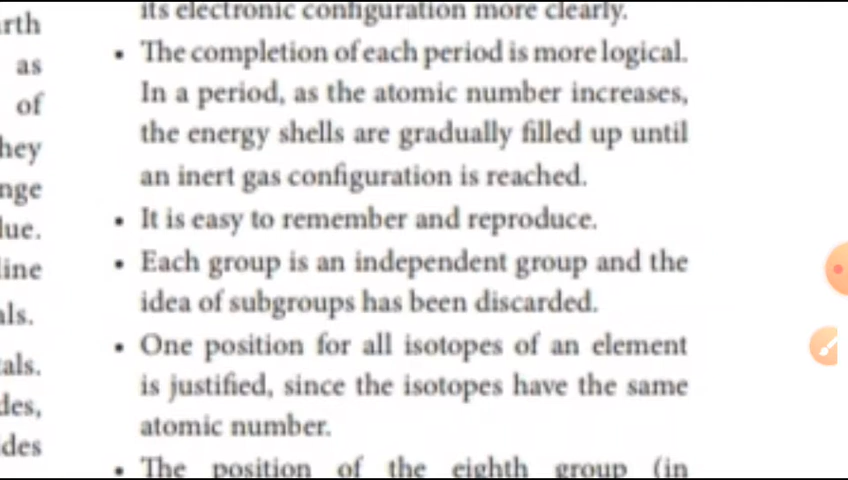 rth
as
of
hey
nge
lue.
line
als.
als.
des,
des
its electronic configuration more clearly.
• The completion of each period is more logical.
In a period, as the atomic number increases,
the energy shells are gradually filled up until
an inert gas configuration is reached.
• It is easy to remember and reproduce.
• Each group is an independent group and the
idea of subgroups has been discarded.
• One position for all isotopes of an element
is justified, since the isotopes have the same
atomic number.
• The position of the eighth group (in